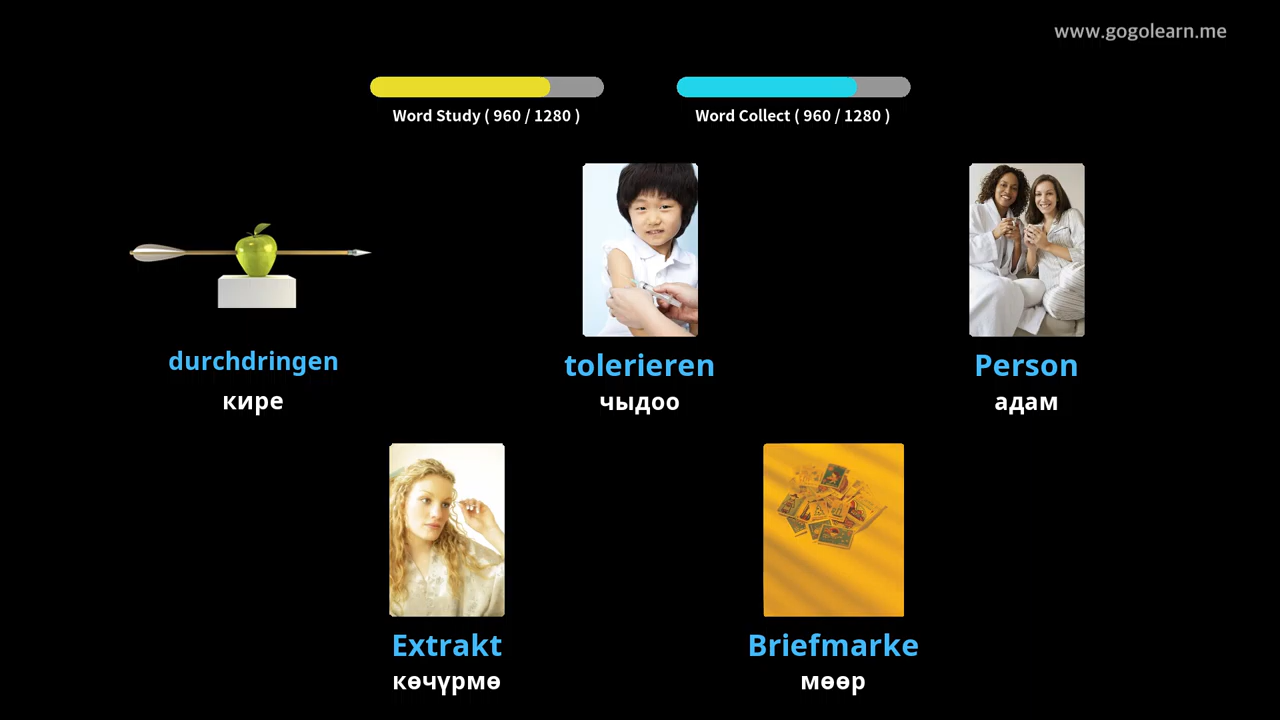 www.gogolearn.me
Word Study ( 960 / 1280 )
Word Collect ( 960 / 1280 )
durchdringen
кире
tolerieren
чыдоо
Person
адам
Extrakt
көчүрмө
Briefmarke
мөөр